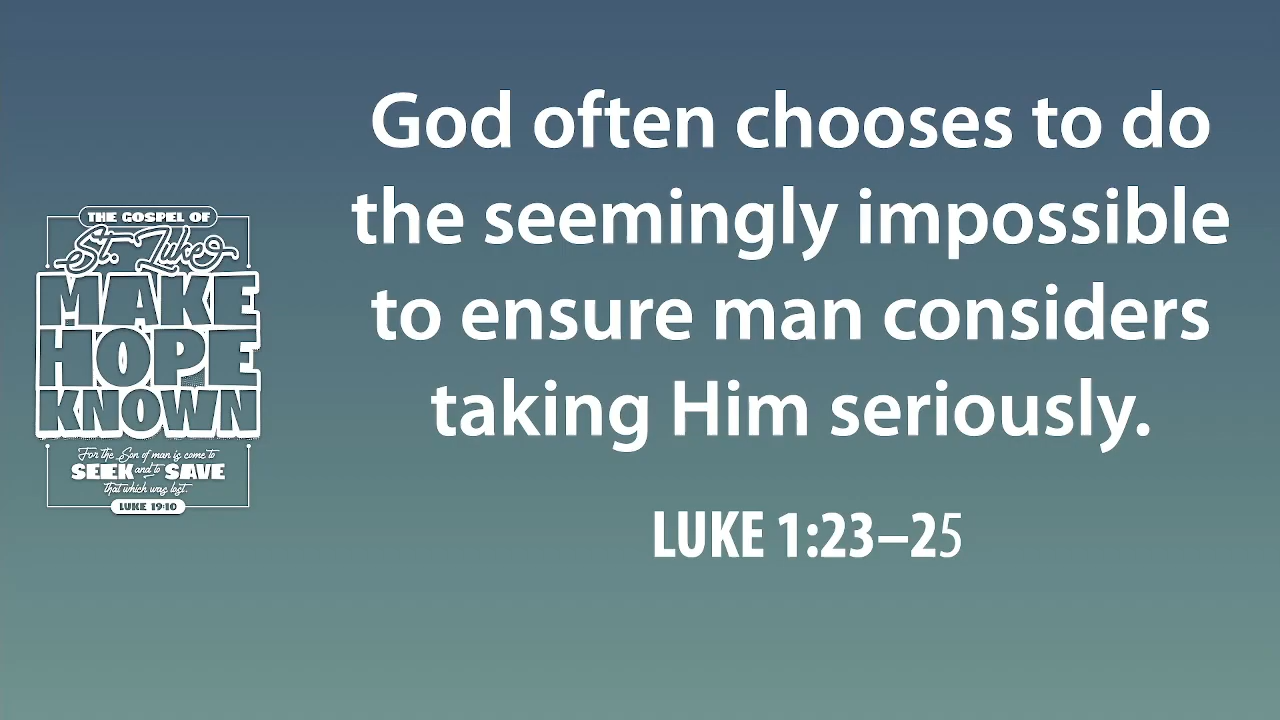 God often chooses to do
the seemingly impossible
to ensure man considers
taking Him seriously.
LUKE 1:23–25
THE GOSPEL OF
St. Luke
MAKE
HOPE
KNOWN
For the Son of man is come to
SEEK and to SAVE
that which was lost.
LUKE 19:10